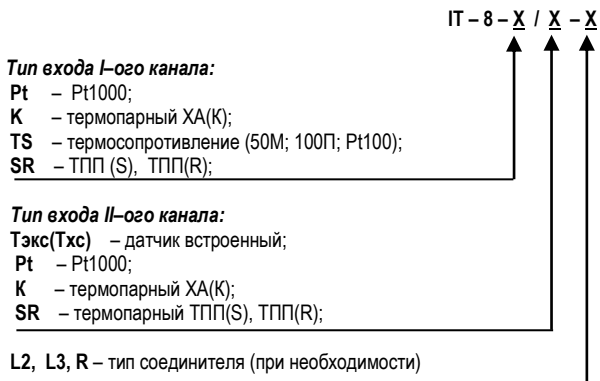 IT – 8 – X / X – X
Тип входа I–ого канала:
Pt – Pt1000;
K – термопарный ХА(К);
TS – термосопротивление (50М; 100П; Pt100);
SR – ТПП (S), ТПП(R);
Тип входа II–ого канала:
Тэкс(Тхс) – датчик встроенный;
Pt – Pt1000;
К – термопарный ХА(К);
SR – термопарный ТПП(S), ТПП(R);
L2, L3, R – тип соединителя (при необходимости)